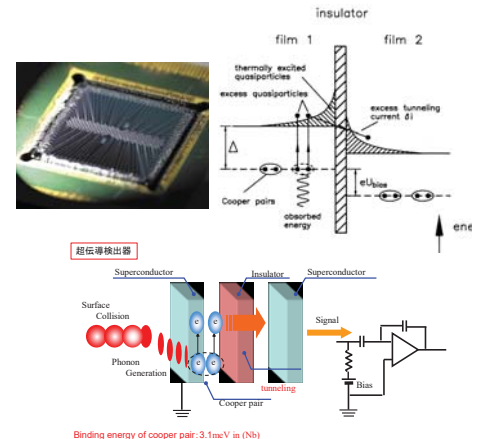 insulator
film 1
film 2
thermally excited
quasiparticles
excess quasiparticles
excess tunneling
current δi
Δ
Cooper pairs
absorbed
energy
eUbias
ene
超伝導検出器
Superconductor
Insulator
Superconductor
Surface
Collision
e
e
Signal
Phonon
Generation
e
e
tunneling
Bias
Cooper pair
Binding energy of cooper pair: 3.1meV in (Nb)